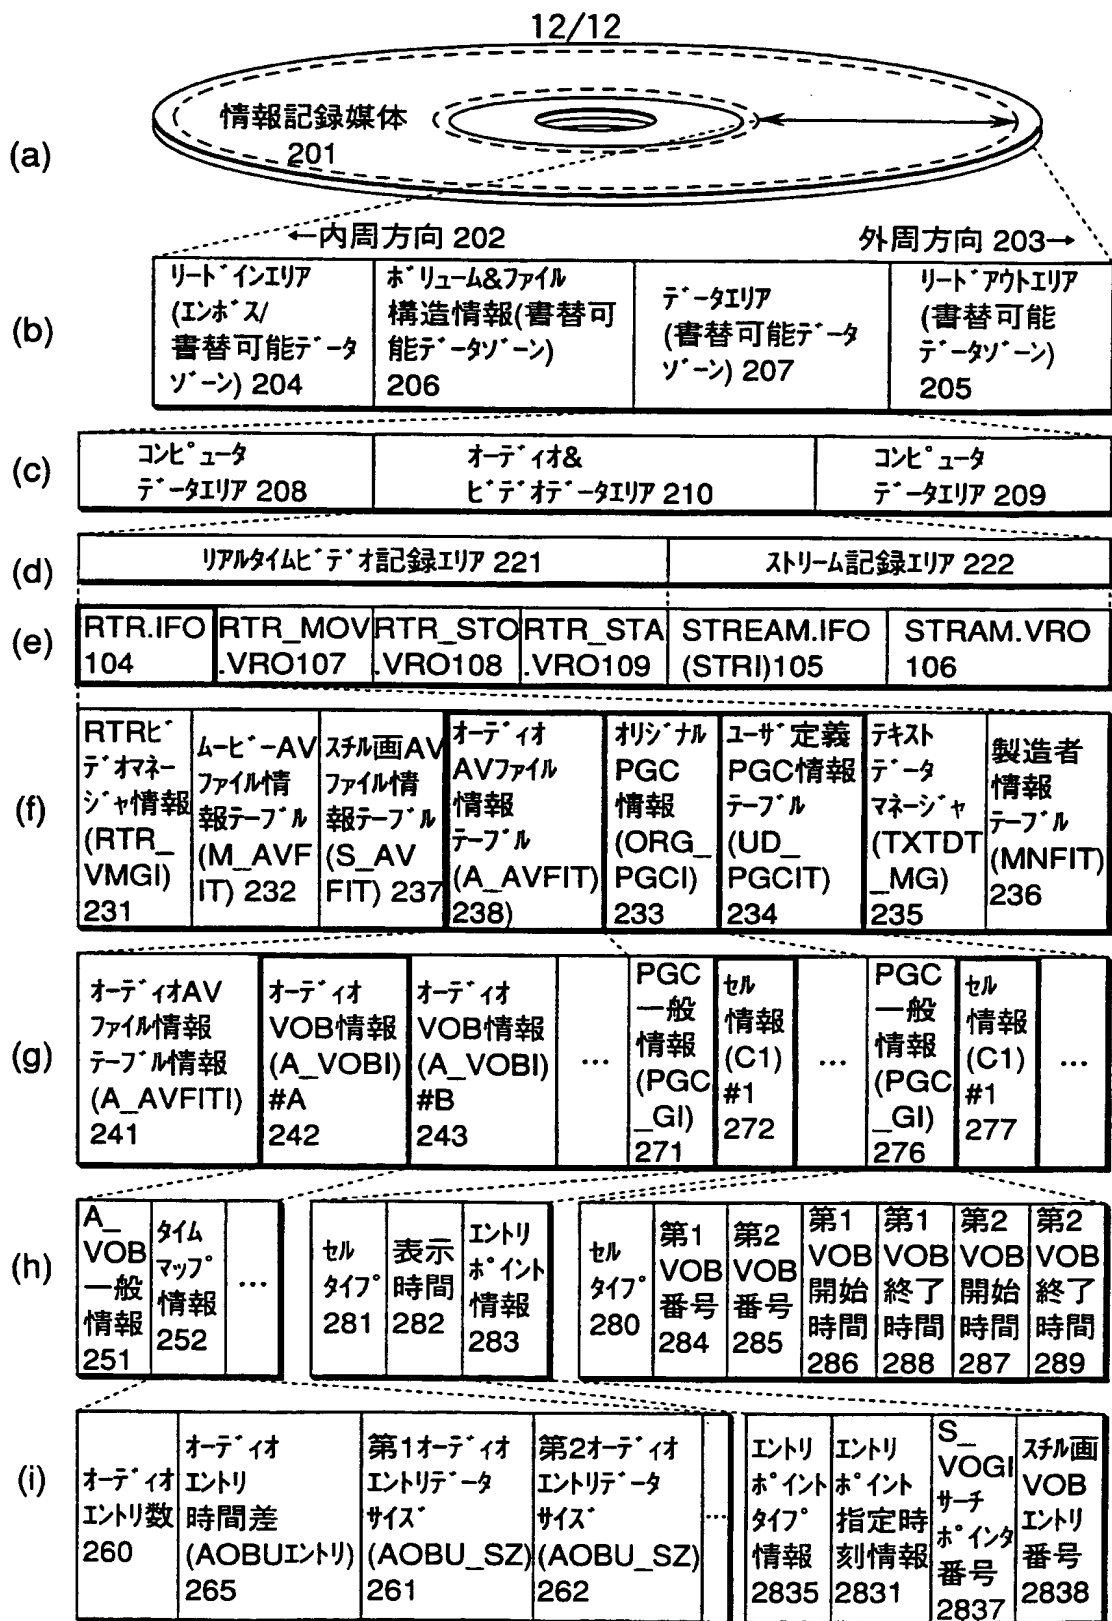 12/12
(a)
情報記録媒体
201
←内周方向 202
外周方向 203→
(b)
リードインエリア
(エンボス/
書替可能データ
ゾーン) 204
ボリューム&ファイル
構造情報(書替可
能データゾーン)
206
データエリア
(書替可能データ
ゾーン) 207
リードアウトエリア
(書替可能
データゾーン)
205
(c)
コンピュータ
データエリア 208
オーディオ&
ビデオデータエリア 210
コンピュータ
データエリア 209
(d)
リアルタイムビデオ記録エリア 221
ストリーム記録エリア 222
(e)
RTR.IFO
104
RTR_MOV
.VRO107
RTR_STO
.VRO108
RTR_STA
.VRO109
STREAM.IFO
(STRI)105
STRAM.VRO
106
(f)
RTRビ
デオマネー
ジャ情報
(RTR_
VMGI)
231
ムービーAV
ファイル情
報テーブル
(M_AVF
IT) 232
スチル画AV
ファイル情
報テーブル
(S_AV
FIT) 237
オーディオ
AVファイル
情報
テーブル
(A_AVFIT)
238)
オリジナル
PGC
情報
(ORG_
PGCI)
233
ユーザ定義
PGC情報
テーブル
(UD_
PGCIT)
234
テキスト
データ
マネージャ
(TXTDT
_MG)
235
製造者
情報
テーブル
(MNFIT)
236
(g)
オーディオAV
ファイル情報
テーブル情報
(A_AVFITI)
241
オーディオ
VOB情報
(A_VOBI)
#A
242
オーディオ
VOB情報
(A_VOBI)
#B
243
…
PGC
一般
情報
(PGC
_GI)
271
セル
情報
(C1)
#1
272
…
PGC
一般
情報
(PGC
_GI)
276
セル
情報
(C1)
#1
277
…
(h)
A_
VOB
一般
情報
251
タイム
マップ
情報
252
…
セル
タイプ
281
表示
時間
282
エントリ
ポイント
情報
283
セル
タイプ
280
第1
VOB
番号
284
第2
VOB
番号
285
第1
VOB
開始
時間
286
第1
VOB
終了
時間
288
第2
VOB
開始
時間
287
第2
VOB
終了
時間
289
(i)
オーディオ
エントリ数
260
オーディオ
エントリ
時間差
(AOBUエントリ)
265
第1オーディオ
エントリデータ
サイズ
(AOBU_SZ)
261
第2オーディオ
エントリデータ
サイズ
(AOBU_SZ)
262
…
エントリ
ポイント
タイプ
情報
2835
エントリ
ポイント
指定時
刻情報
2831
S_
VOGI
サーチ
ポインタ
番号
2837
スチル画
VOB
エントリ
番号
2838